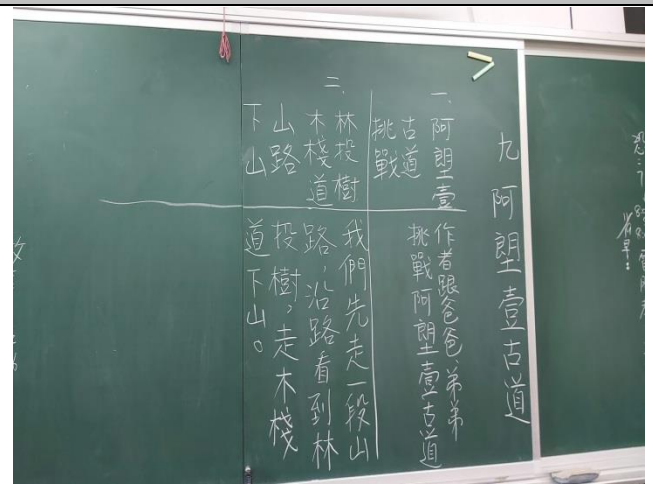 九 阿塱壹古道
一、阿塱壹
古道
挑戰
作者跟爸爸、弟弟
挑戰阿塱壹古道
二、林投樹
木棧道
山路
下山
我們先走一段山
路，沿路看到林
投樹，走木棧
道下山。